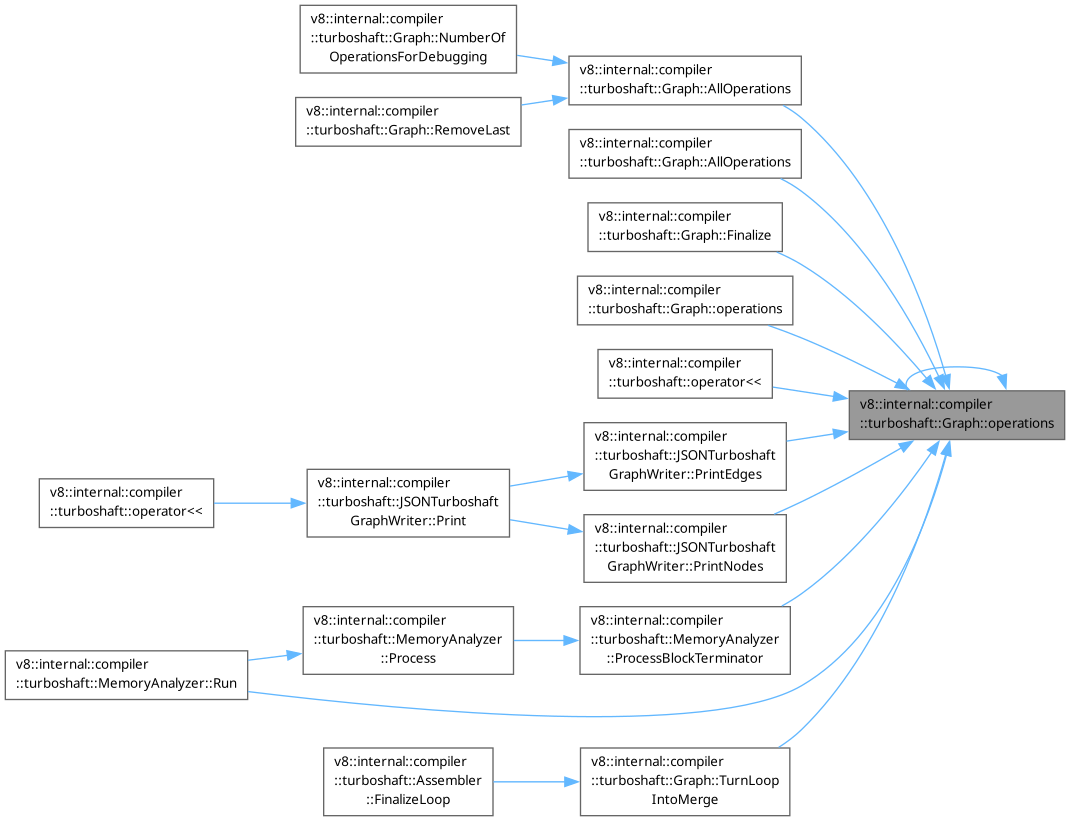 v8::internal::compiler
::turboshaft::Graph::NumberOf
OperationsForDebugging
v8::internal::compiler
::turboshaft::Graph::AllOperations
v8::internal::compiler
::turboshaft::Graph::RemoveLast
v8::internal::compiler
::turboshaft::Graph::AllOperations
v8::internal::compiler
::turboshaft::Graph::Finalize
v8::internal::compiler
::turboshaft::Graph::operations
v8::internal::compiler
::turboshaft::operator<<
v8::internal::compiler
::turboshaft::Graph::operations
v8::internal::compiler
::turboshaft::JSONTurboshaft
GraphWriter::PrintEdges
v8::internal::compiler
::turboshaft::operator<<
v8::internal::compiler
::turboshaft::JSONTurboshaft
GraphWriter::Print
v8::internal::compiler
::turboshaft::JSONTurboshaft
GraphWriter::PrintNodes
v8::internal::compiler
::turboshaft::MemoryAnalyzer
::Process
v8::internal::compiler
::turboshaft::MemoryAnalyzer
::ProcessBlockTerminator
v8::internal::compiler
::turboshaft::MemoryAnalyzer::Run
v8::internal::compiler
::turboshaft::Assembler
::FinalizeLoop
v8::internal::compiler
::turboshaft::Graph::TurnLoop
IntoMerge